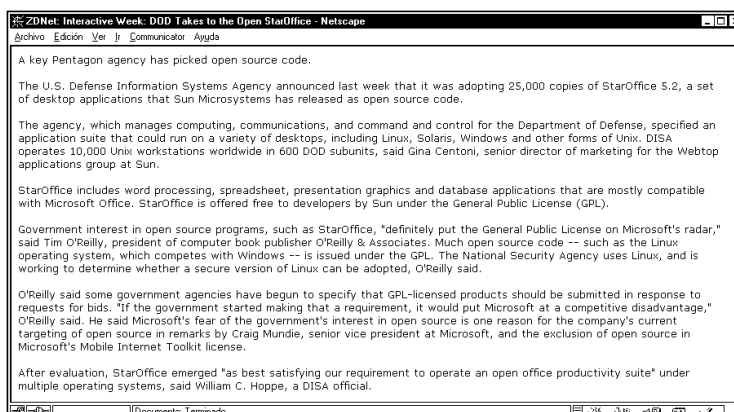 ZDNet: Interactive Week: DOD Takes to the Open StarOffice - Netscape
Archivo Edición Ver Ir Communicator Ayuda
A key Pentagon agency has picked open source code.
The U.S. Defense Information Systems Agency announced last week that it was adopting 25,000 copies of StarOffice 5.2, a set
of desktop applications that Sun Microsystems has released as open source code.
The agency, which manages computing, communications, and command and control for the Department of Defense, specified an
application suite that could run on a variety of desktops, including Linux, Solaris, Windows and other forms of Unix. DISA
operates 10,000 Unix workstations worldwide in 600 DOD subunits, said Gina Centoni, senior director of marketing for the Webtop
applications group at Sun.
StarOffice includes word processing, spreadsheet, presentation graphics and database applications that are mostly compatible
with Microsoft Office. StarOffice is offered free to developers by Sun under the General Public License (GPL).
Government interest in open source programs, such as StarOffice, "definitely put the General Public License on Microsoft's radar,"
said Tim O'Reilly, president of computer book publisher O'Reilly & Associates. Much open source code -- such as the Linux
operating system, which competes with Windows -- is issued under the GPL. The National Security Agency uses Linux, and is
working to determine whether a secure version of Linux can be adopted, O'Reilly said.
O'Reilly said some government agencies have begun to specify that GPL-licensed products should be submitted in response to
requests for bids. "If the government started making that a requirement, it would put Microsoft at a competitive disadvantage,"
O'Reilly said. He said Microsoft's fear of the government's interest in open source is one reason for the company's current
targeting of open source in remarks by Craig Mundie, senior vice president at Microsoft, and the exclusion of open source in
Microsoft's Mobile Internet Toolkit license.
After evaluation, StarOffice emerged "as best satisfying our requirement to operate an open office productivity suite" under
multiple operating systems, said William C. Hoppe, a DISA official.
Documento: Terminado